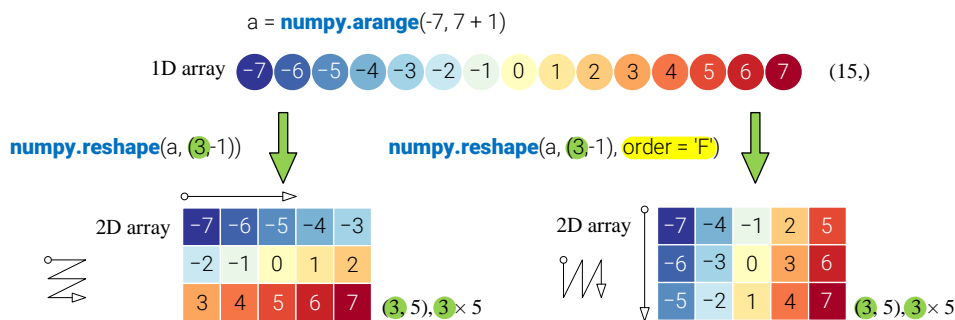 a = numpy.arange(-7, 7 + 1)
1D array −7 −6 −5 −4 −3 −2 −1 0 1 2 3 4 5 6 7 (15,)
numpy.reshape(a, (3,-1))
numpy.reshape(a, (3,-1), order = 'F')
2D array
−7 −6 −5 −4 −3
−2 −1 0 1 2
3 4 5 6 7
(3, 5), 3 × 5
2D array
−7 −4 −1 2 5
−6 −3 0 3 6
−5 −2 1 4 7
(3, 5), 3 × 5